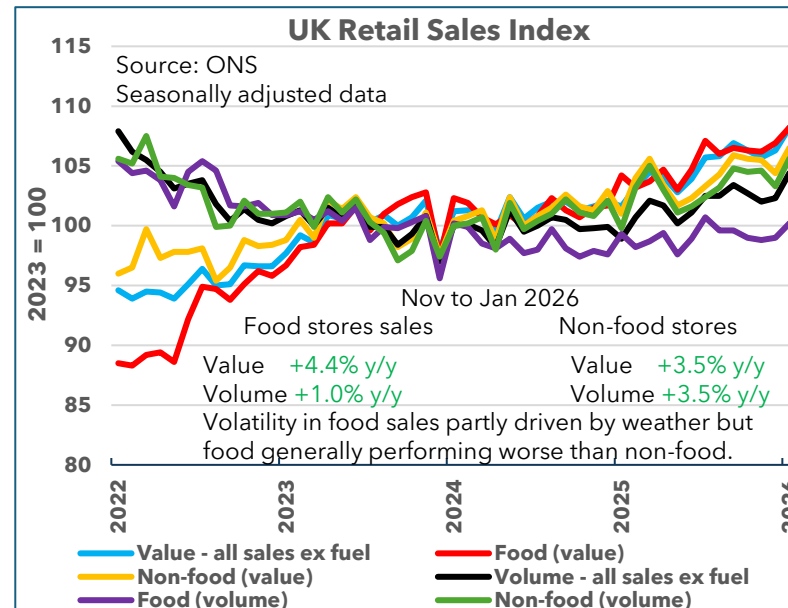 UK Retail Sales Index
Source: ONS
Seasonally adjusted data
115
110
105
100
95
90
85
80
2023 = 100
Nov to Jan 2026
Food stores sales
Non-food stores
Value +4.4% y/y
Value +3.5% y/y
Volume +1.0% y/y
Volume +3.5% y/y
Volatility in food sales partly driven by weather but
food generally performing worse than non-food.
2022
2023
2024
2025
Value - all sales ex fuel
Food (value)
Non-food (value)
Volume - all sales ex fuel
Food (volume)
Non-food (volume)